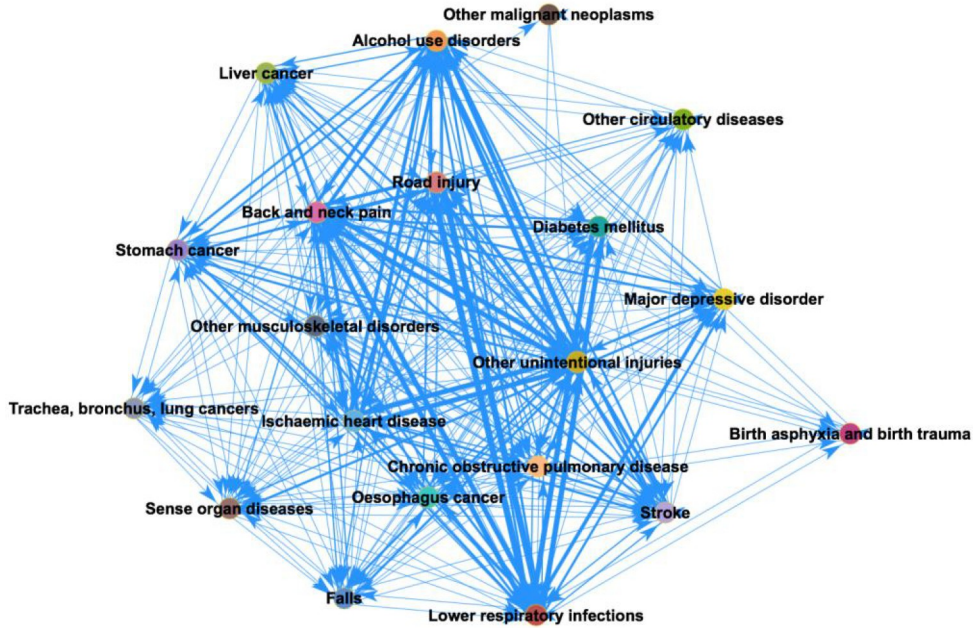 Other malignant neoplasms
Alcohol use disorders
Liver cancer
Other circulatory diseases
Road injury
Back and neck pain
Diabetes mellitus
Stomach cancer
Major depressive disorder
Other musculoskeletal disorders
Other unintentional injuries
Trachea, bronchus, lung cancers
Ischaemic heart disease
Birth asphyxia and birth trauma
Chronic obstructive pulmonary disease
Oesophagus cancer
Sense organ diseases
Stroke
Falls
Lower respiratory infections